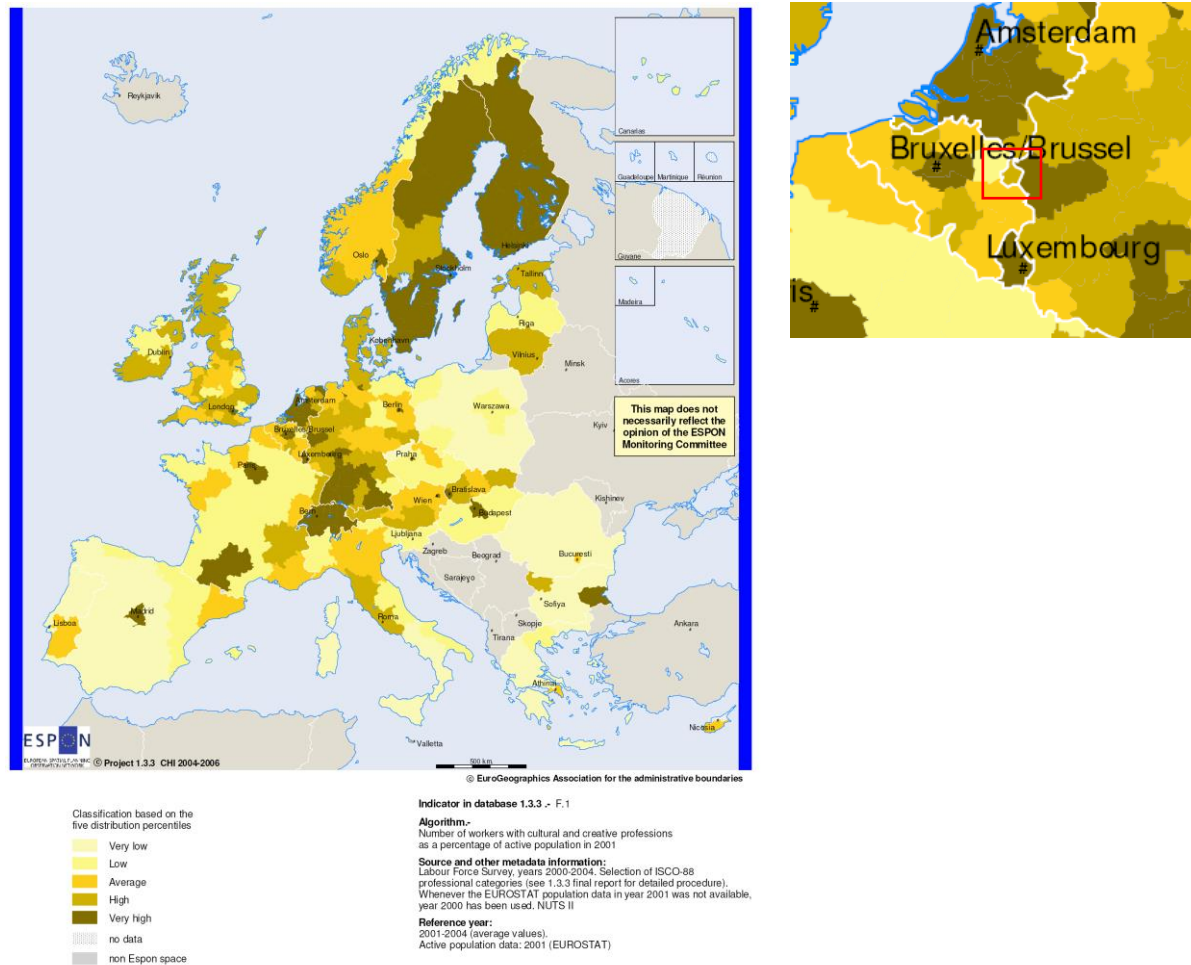 Reykjavik
Canarias
Guadeloupe
Martinique
Réunion
Guyane
Madeira
Acores
Oslo
Helsinki
Stockholm
Tallinn
Riga
København
Vilnius
Minsk
Dublin
London
Amsterdam
Berlin
Warszawa
Bruxelles/Brussel
Kyiv
This map does not
necessarily reflect the
opinion of the ESPON
Monitoring Committee
Luxembourg
Praha
Paris
Wien
Bratislava
Kishinev
Bern
Budapest
Ljubljana
Zagreb
Beograd
Bucuresti
Sarajevo
Sofiya
Madrid
Roma
Skopje
Lisboa
Tirana
Ankara
Athinai
Nicosia
Valletta
ESPON
EUROPEAN SPATIAL PLANNING
OBSERVATION NETWORK
© Project 1.3.3 CHI 2004-2006
500 km
© EuroGeographics Association for the administrative boundaries
Classification based on the
five distribution percentiles
Very low
Low
Average
High
Very high
no data
non Espon space
Indicator in database 1.3.3 .- F.1
Algorithm.-
Number of workers with cultural and creative professions
as a percentage of active population in 2001
Source and other metadata information:
Labour Force Survey, years 2000-2004. Selection of ISCO-88
professional categories (see 1.3.3 final report for detailed procedure).
Whenever the EUROSTAT population data in year 2001 was not available,
year 2000 has been used. NUTS II
Reference year:
2001-2004 (average values).
Active population data: 2001 (EUROSTAT)
Amsterdam
#
Bruxelles/Brussel
#
Luxembourg
#
is
#